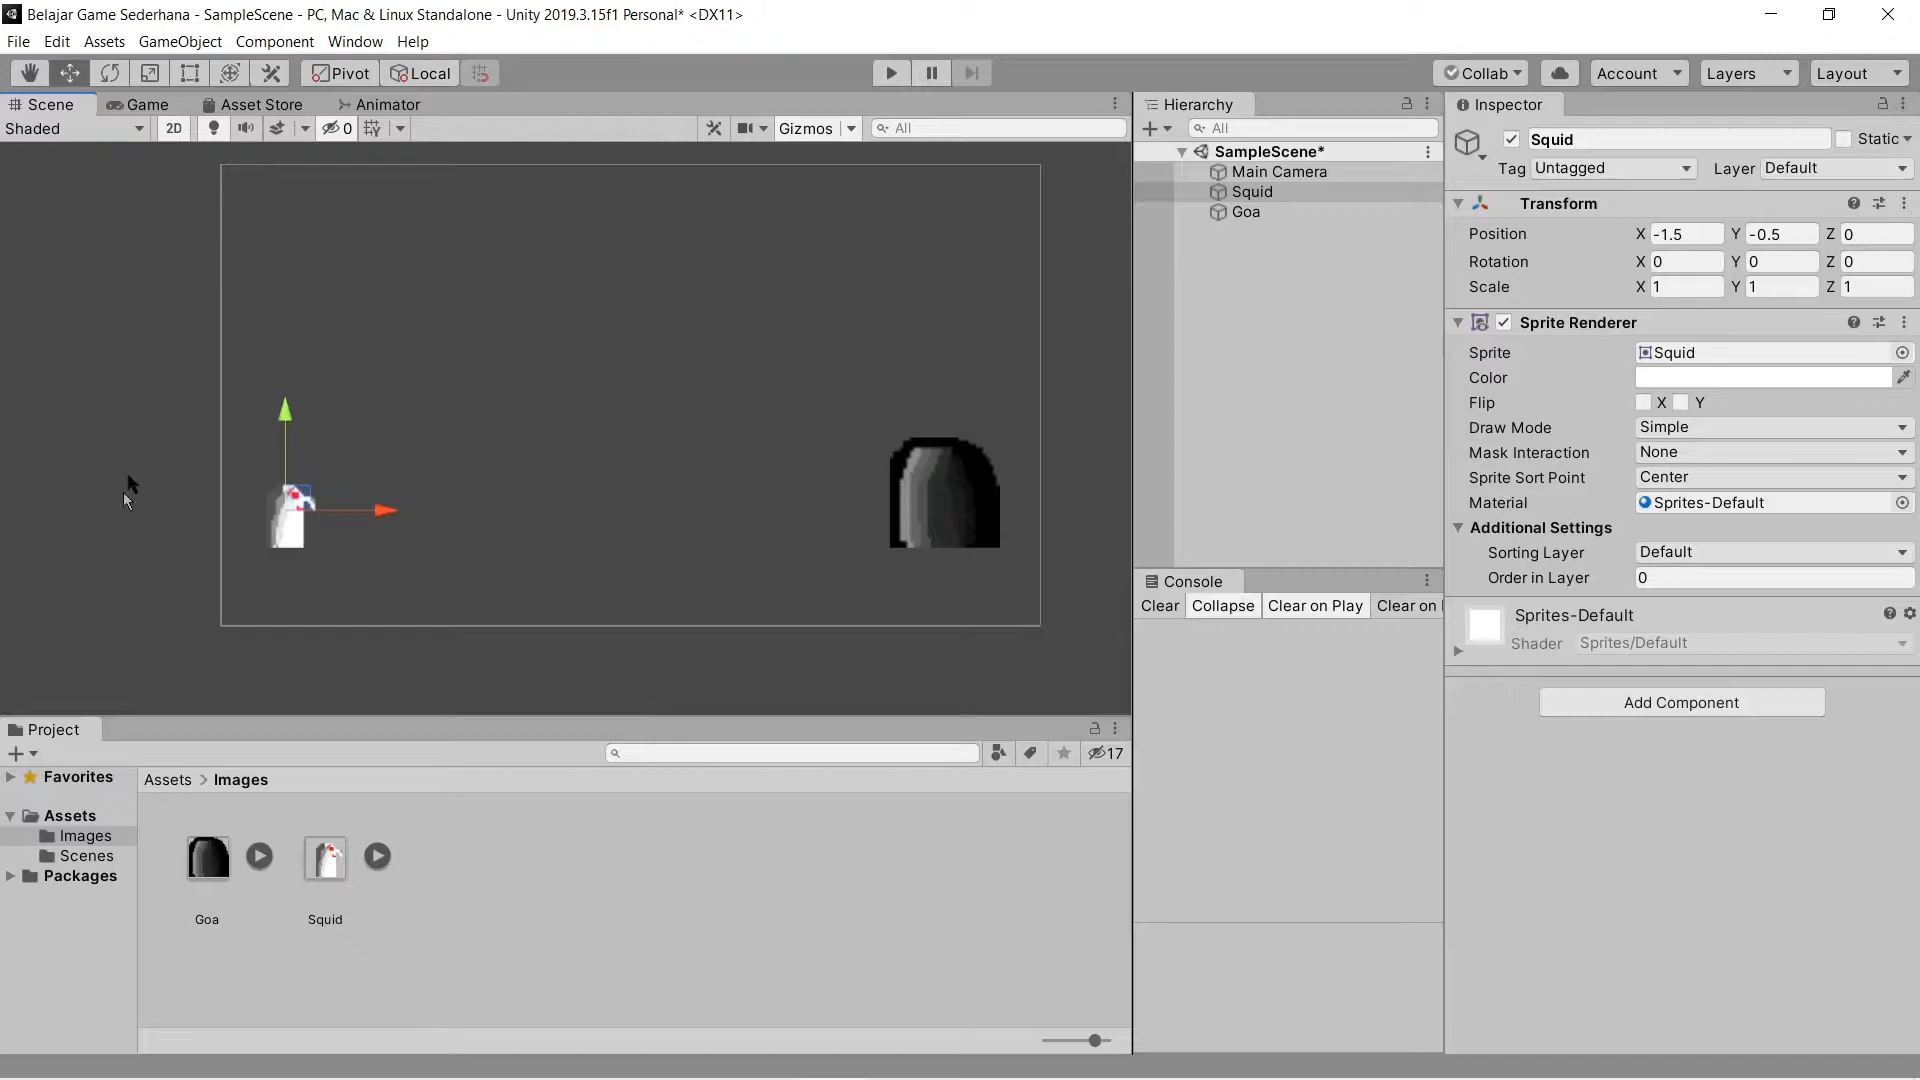 Belajar Game Sederhana - SampleScene - PC, Mac & Linux Standalone - Unity 2019.3.15f1 Personal* <DX11>
File Edit Assets GameObject Component Window Help
Pivot Local Collab Account Layers Layout
Scene Game Asset Store Animator
Shaded 2D 0 Gizmos All
Hierarchy
All
SampleScene*
Main Camera
Squid
Goa
Console
Clear Collapse Clear on Play Clear on
Inspector
Squid Static
Tag Untagged Layer Default
Transform
Position X -1.5 Y -0.5 Z 0
Rotation X 0 Y 0 Z 0
Scale X 1 Y 1 Z 1
Sprite Renderer
Sprite Squid
Color
Flip X Y
Draw Mode Simple
Mask Interaction None
Sprite Sort Point Center
Material Sprites-Default
Additional Settings
Sorting Layer Default
Order in Layer 0
Sprites-Default
Shader Sprites/Default
Add Component
Project
17
Favorites
Assets
Images
Scenes
Packages
Assets > Images
Goa Squid